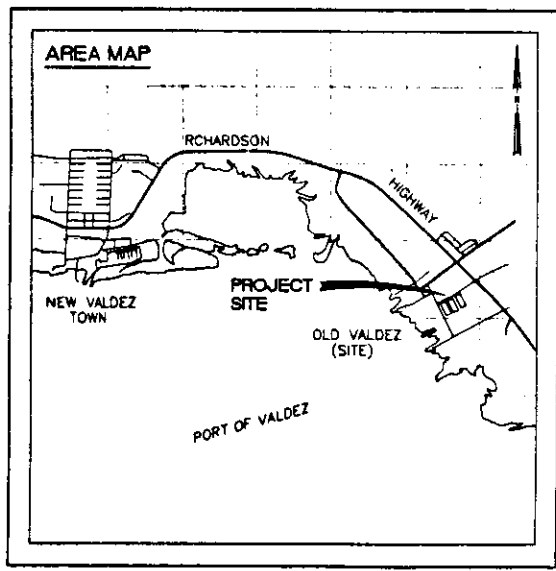 AREA MAP
RCHARDSON
HIGHWAY
PROJECT
SITE
NEW VALDEZ
TOWN
OLD VALDEZ
(SITE)
PORT OF VALDEZ